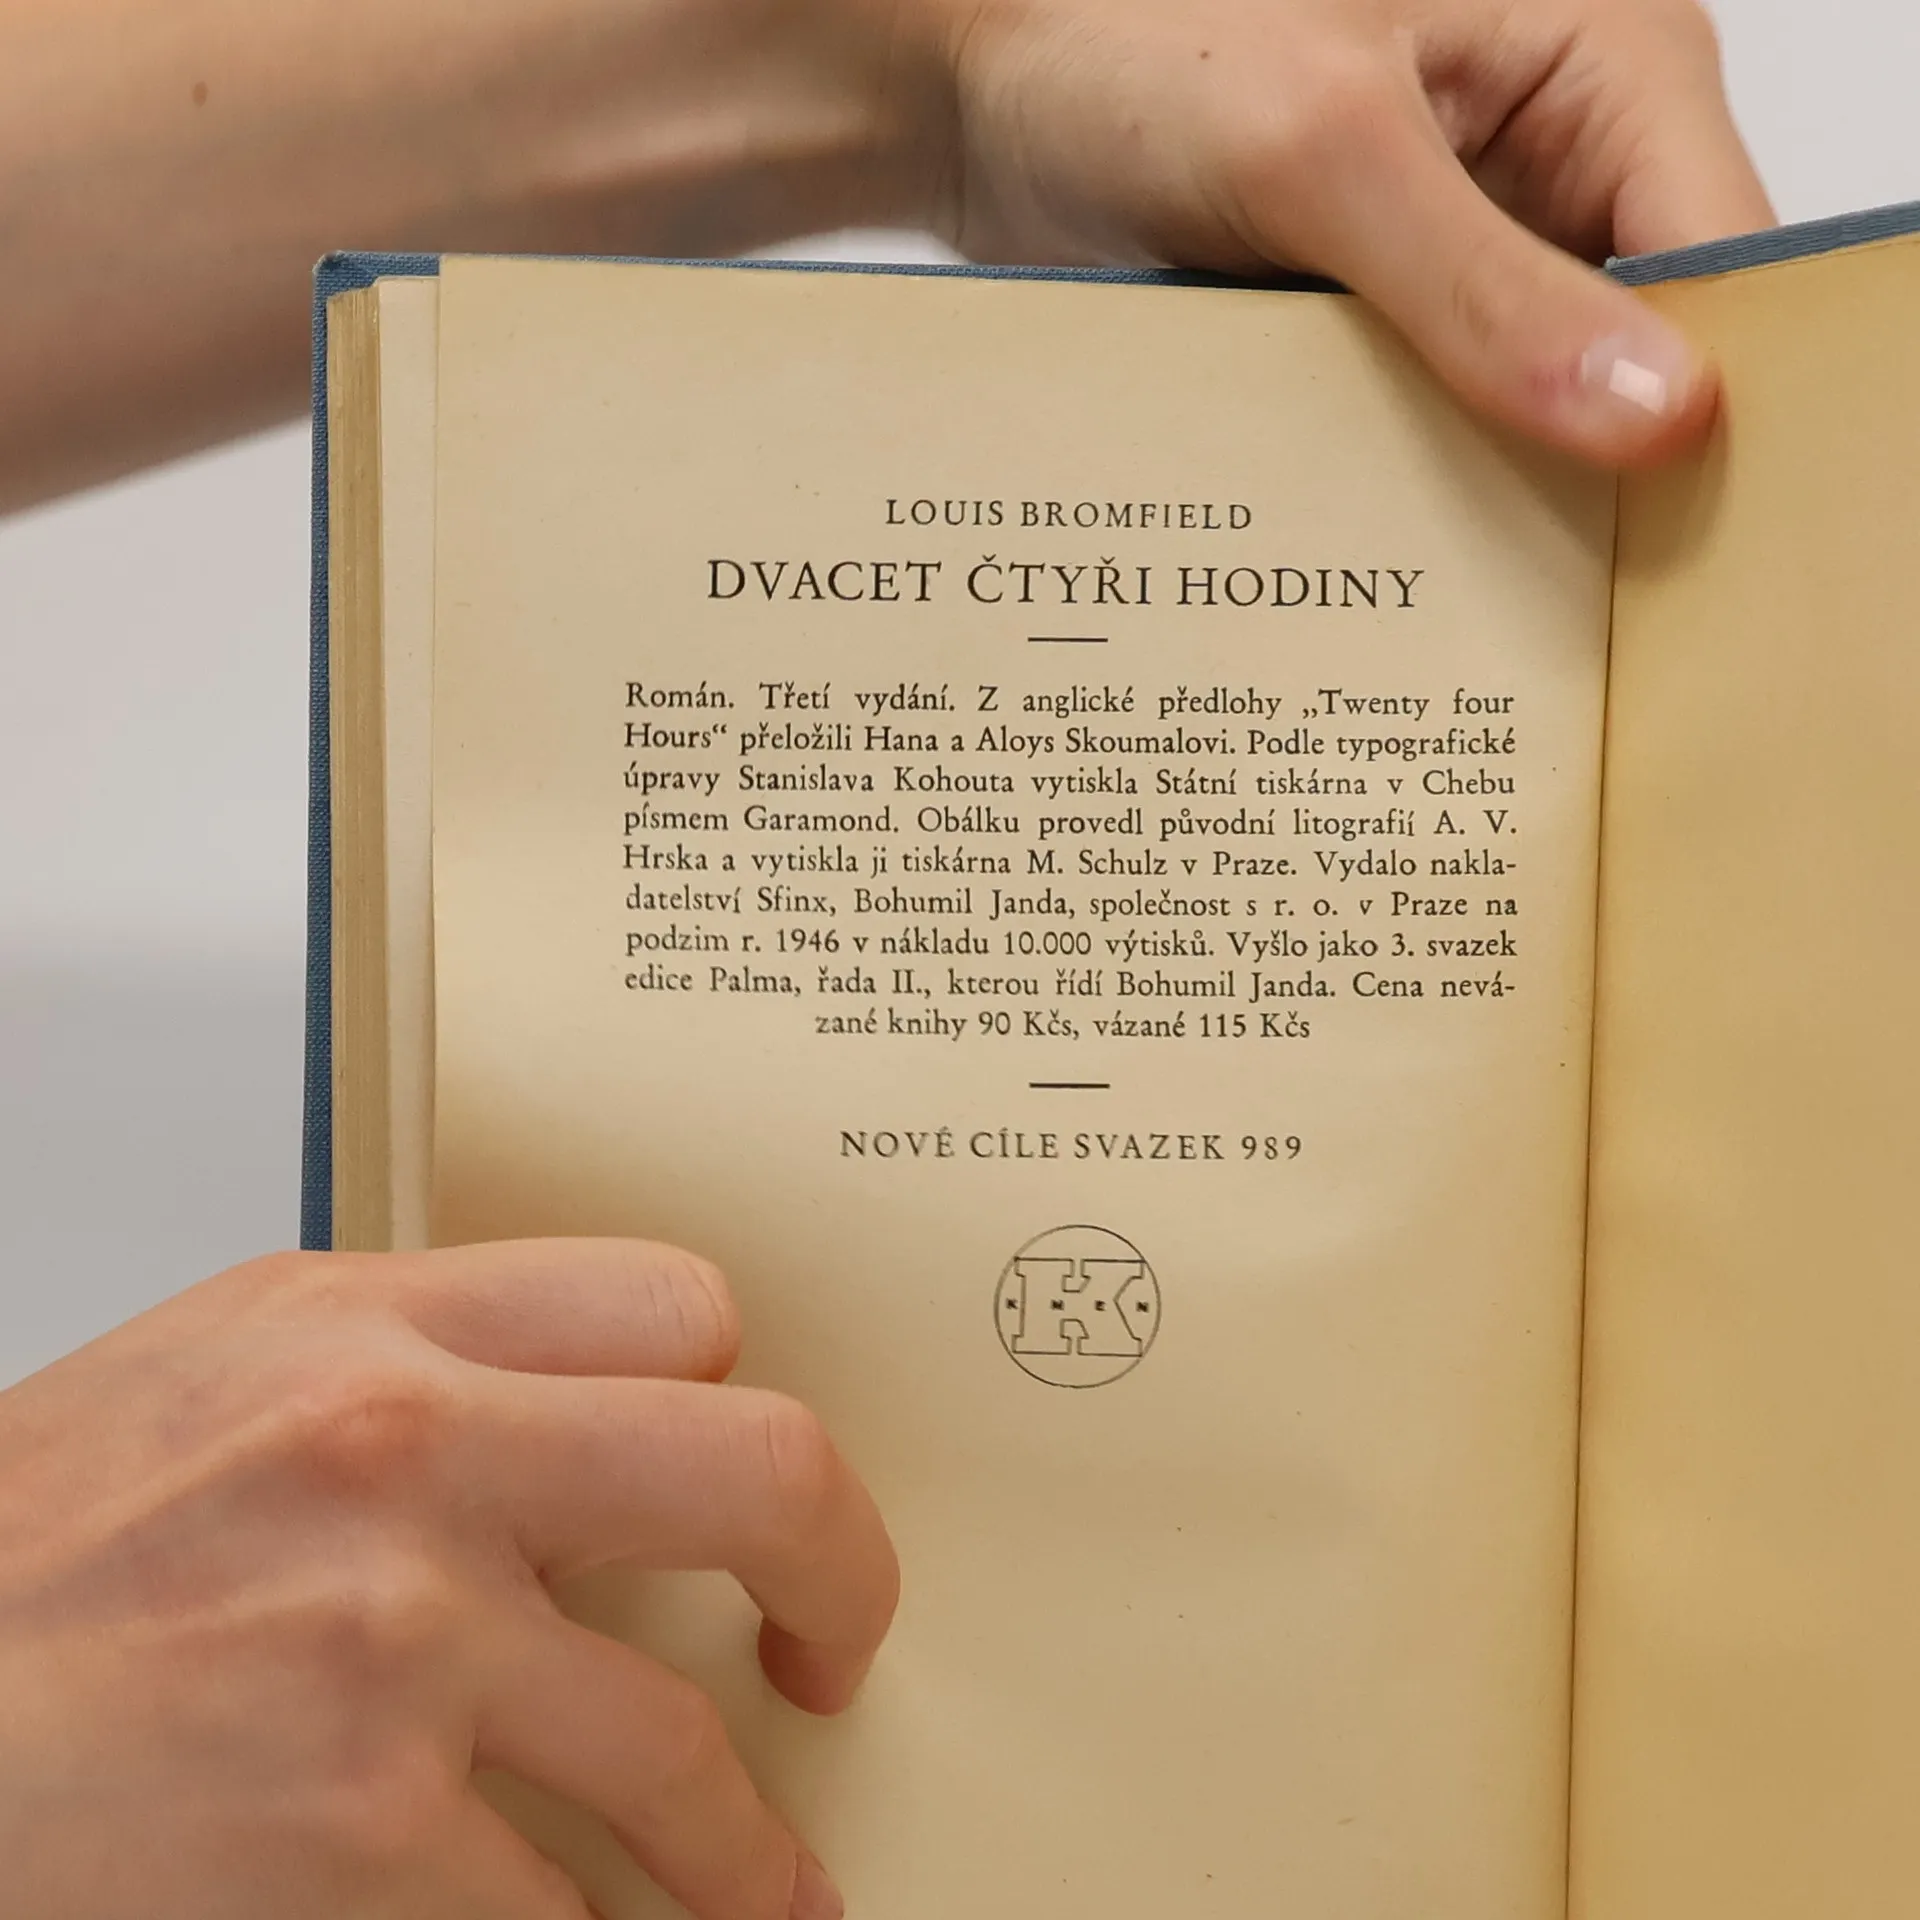 LOUIS BROMFIELD
DVACET ČTYŘI HODINY
Román. Třetí vydání. Z anglické předlohy „Twenty four
Hours“ přeložili Hana a Aloys Skoumalovi. Podle typografické
úpravy Stanislava Kohouta vytiskla Státní tiskárna v Chebu
písmem Garamond. Obálku provedl původní litografií A. V.
Hrska a vytiskla ji tiskárna M. Schulz v Praze. Vydalo nakla-
datelství Sfinx, Bohumil Janda, společnost s r. o. v Praze na
podzim r. 1946 v nákladu 10.000 výtisků. Vyšlo jako 3. svazek
edice Palma, řada II., kterou řídí Bohumil Janda. Cena nevá-
zané knihy 90 Kčs, vázané 115 Kčs
NOVÉ CÍLE SVAZEK 989
K
K M E N